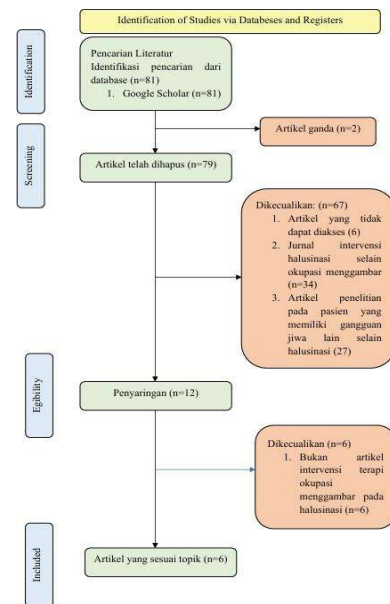 Identification of Studies via Databeses and Registers
Identification
Pencarian Literatur
Identifikasi pencarian dari
database (n=81)
1. Google Scholar (n=81)
Artikel ganda (n=2)
Screening
Artikel telah dihapus (n=79)
Dikecualikan: (n=67)
1. Artikel yang tidak
dapat diakses (6)
2. Jurnal intervensi
halusinasi selain
okupasi menggambar
(n=34)
3. Artikel penelitian
pada pasien yang
memiliki gangguan
jiwa lain selain
halusinasi (27)
Egibility
Penyaringan (n=12)
Dikecualikan (n=6)
1. Bukan artikel
intervensi terapi
okupasi
menggambar pada
halusinasi (n=6)
Included
Artikel yang sesuai topik (n=6)